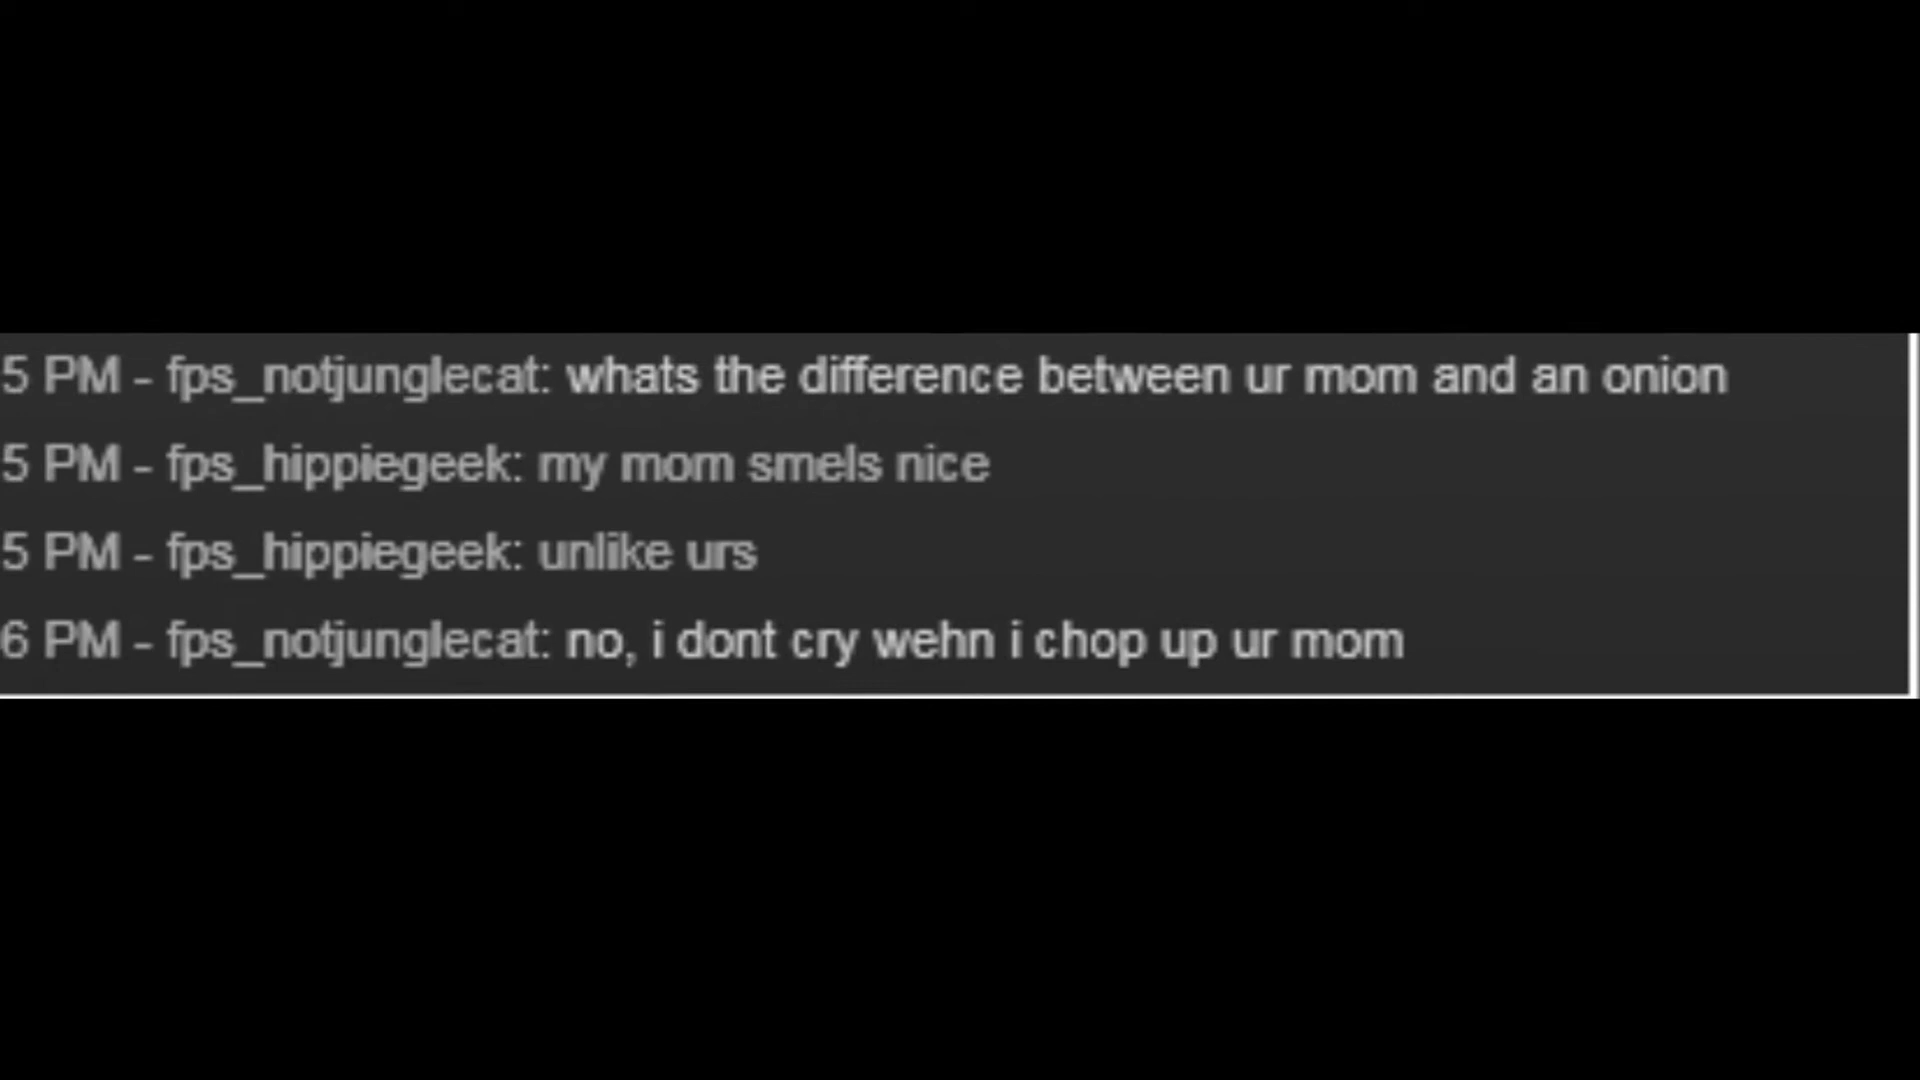 5 PM - fps_notjunglecat: whats the difference between ur mom and an onion
5 PM - fps_hippiegeek: my mom smels nice
5 PM - fps_hippiegeek: unlike urs
6 PM - fps_notjunglecat: no, i dont cry wehn i chop up ur mom